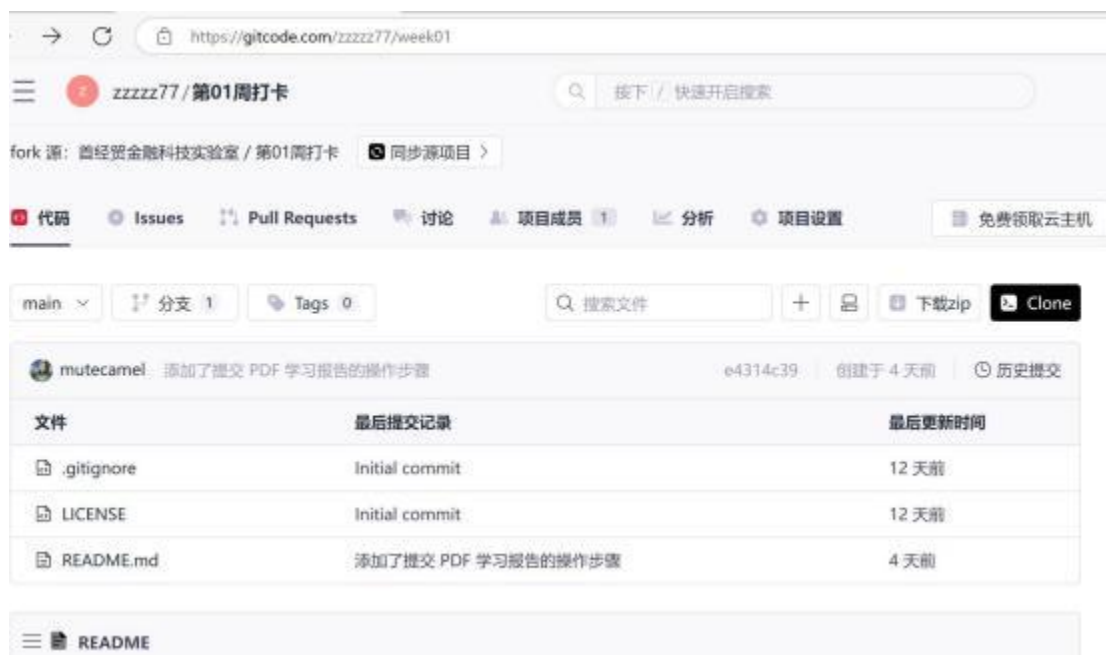 https://gitcode.com/zzzzz77/week01
Z zzzzz77/第01周打卡 按下 / 快速开启搜索
fork 源：首经贸金融科技实验室 / 第01周打卡 同步源项目
代码 Issues Pull Requests 讨论 项目成员 1 分析 项目设置 免费领取云主机
main 分支 1 Tags 0 搜索文件 下载zip Clone
mutecamel 添加了提交 PDF 学习报告的操作步骤 e4314c39 创建于 4 天前 历史提交
文件 最后提交记录 最后更新时间
.gitignore Initial commit 12 天前
LICENSE Initial commit 12 天前
README.md 添加了提交 PDF 学习报告的操作步骤 4 天前
README